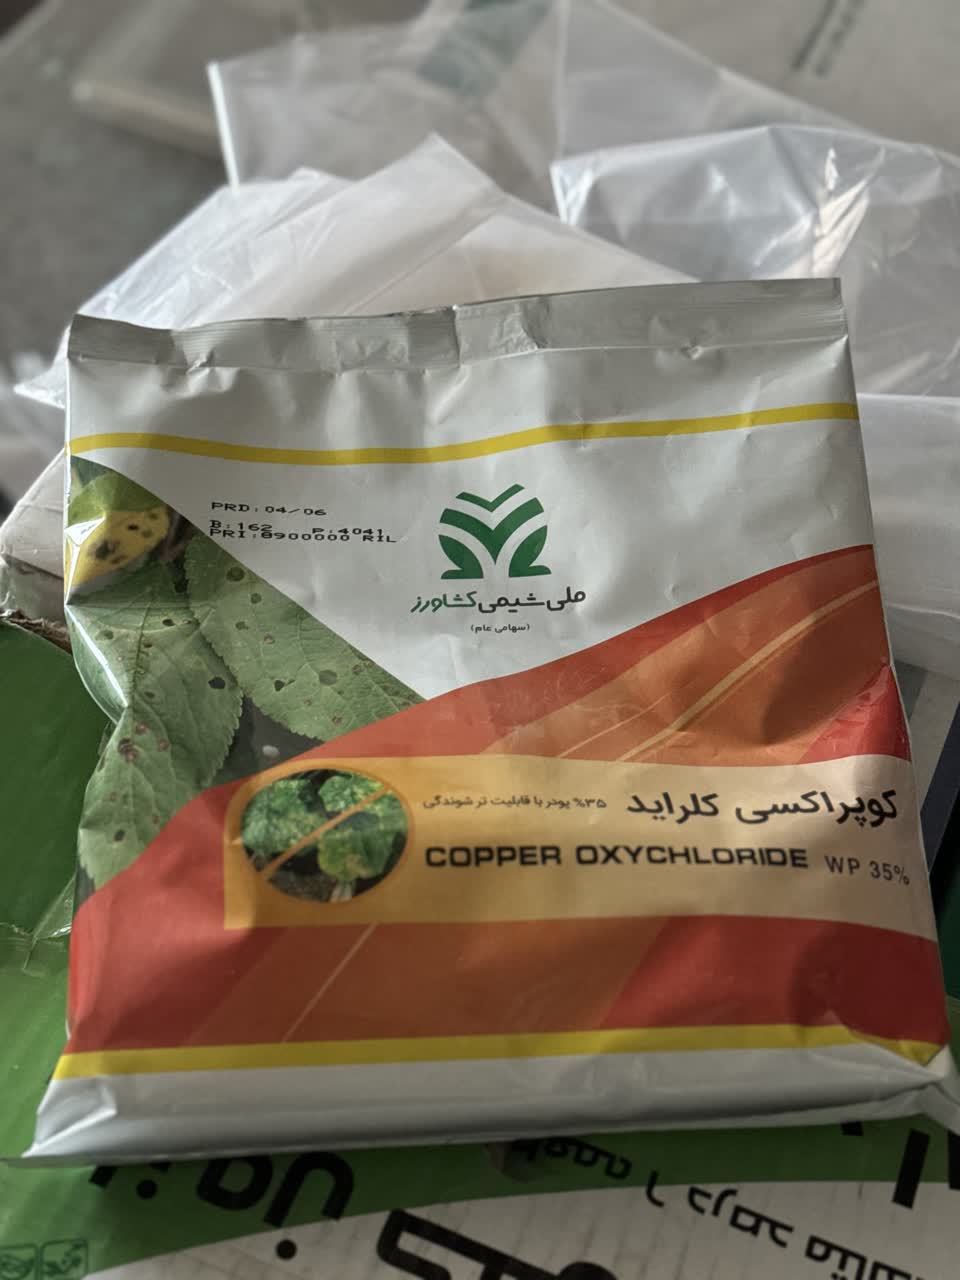 PRD:04/06
B:162 P:4041
PRI:8900000 RIL
ملی شیمی کشاورز
(سهامی عام)
کوپراکسی کلراید ۳۵% پودر با قابلیت تر شوندگی
COPPER OXYCHLORIDE WP 35%